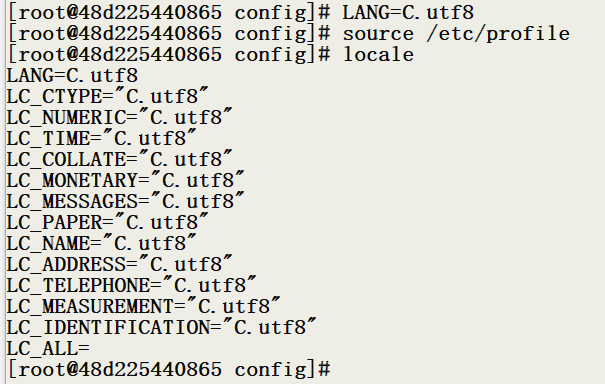 [root@48d225440865 config]# LANG=C.utf8
[root@48d225440865 config]# source /etc/profile
[root@48d225440865 config]# locale
LANG=C.utf8
LC_CTYPE="C.utf8"
LC_NUMERIC="C.utf8"
LC_TIME="C.utf8"
LC_COLLATE="C.utf8"
LC_MONETARY="C.utf8"
LC_MESSAGES="C.utf8"
LC_PAPER="C.utf8"
LC_NAME="C.utf8"
LC_ADDRESS="C.utf8"
LC_TELEPHONE="C.utf8"
LC_MEASUREMENT="C.utf8"
LC_IDENTIFICATION="C.utf8"
LC_ALL=
[root@48d225440865 config]#